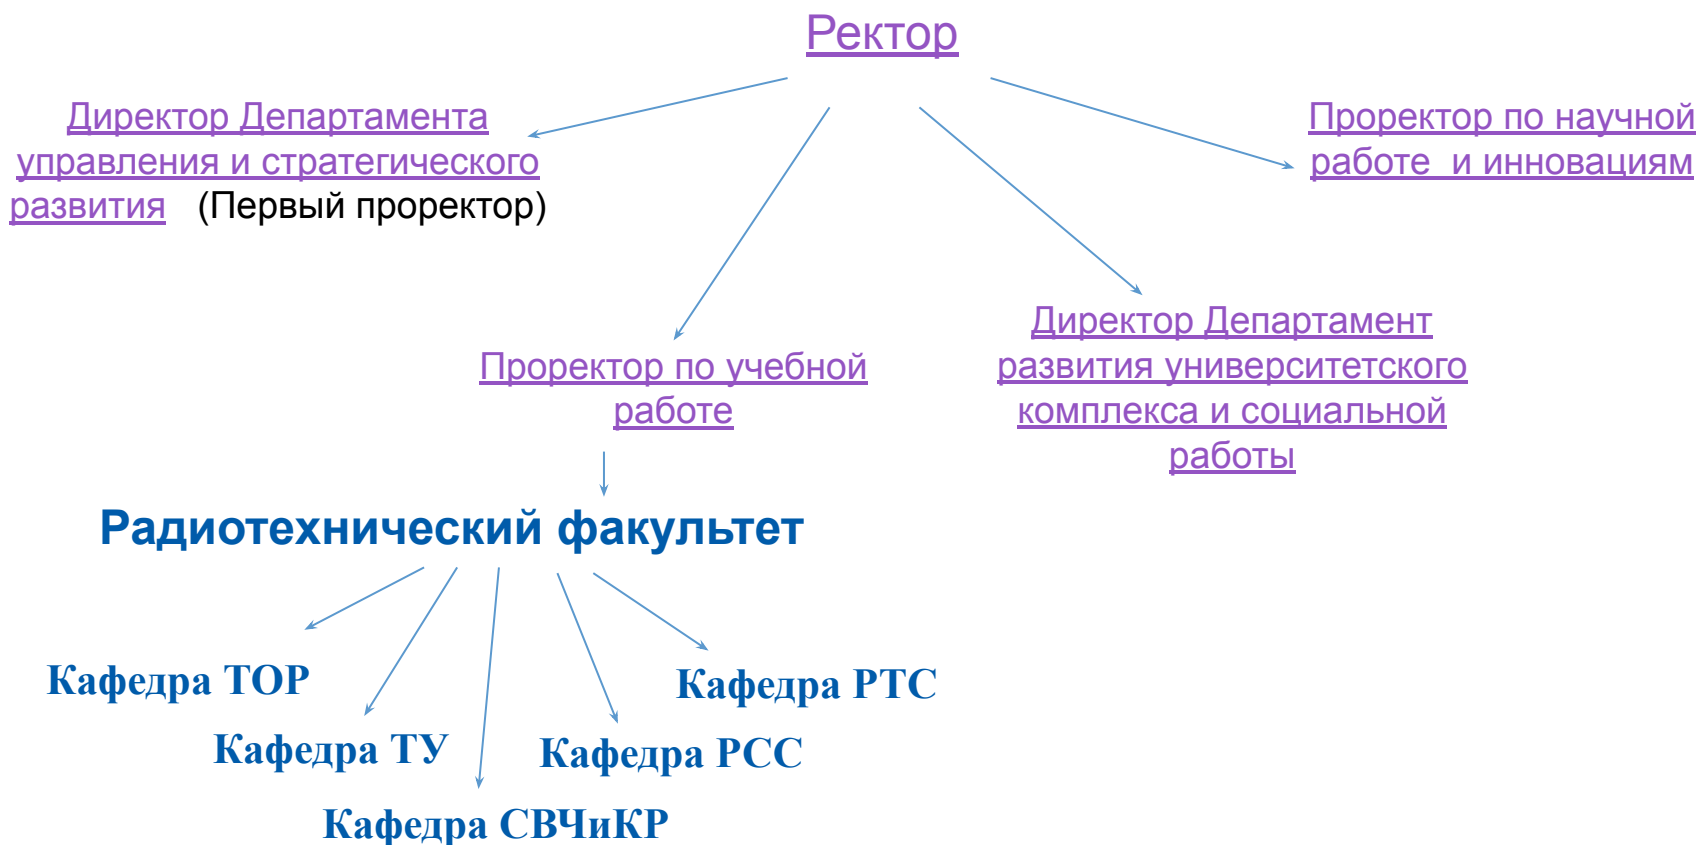 Ректор
Директор Департамента
управления и стратегического
развития (Первый проректор)
Проректор по научной
работе и инновациям
Проректор по учебной
работе
Директор Департамент
развития университетского
комплекса и социальной
работы
Радиотехнический факультет
Кафедра ТОР
Кафедра РТС
Кафедра ТУ
Кафедра РСС
Кафедра СВЧиКР